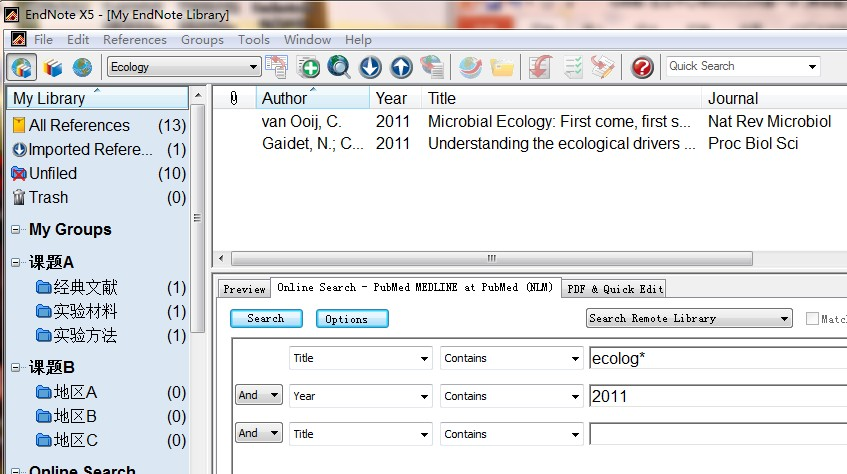 EndNote X5 - [My EndNote Library]
File Edit References Groups Tools Window Help
Ecology
Quick Search
My Library
All References (13)
Imported Refere... (1)
Unfiled (10)
Trash (0)
My Groups
课题A
经典文献 (1)
实验材料 (1)
实验方法 (1)
课题B
地区A (0)
地区B (0)
地区C (0)
Online Search
Author Year Title Journal
van Ooij, C. 2011 Microbial Ecology: First come, first s... Nat Rev Microbiol
Gaidet, N.; C... 2011 Understanding the ecological drivers ... Proc Biol Sci
Preview Online Search - PubMed MEDLINE at PubMed (NLM) PDF & Quick Edit
Search Options Search Remote Library Matc
Title Contains ecolog*
And Year Contains 2011
And Title Contains